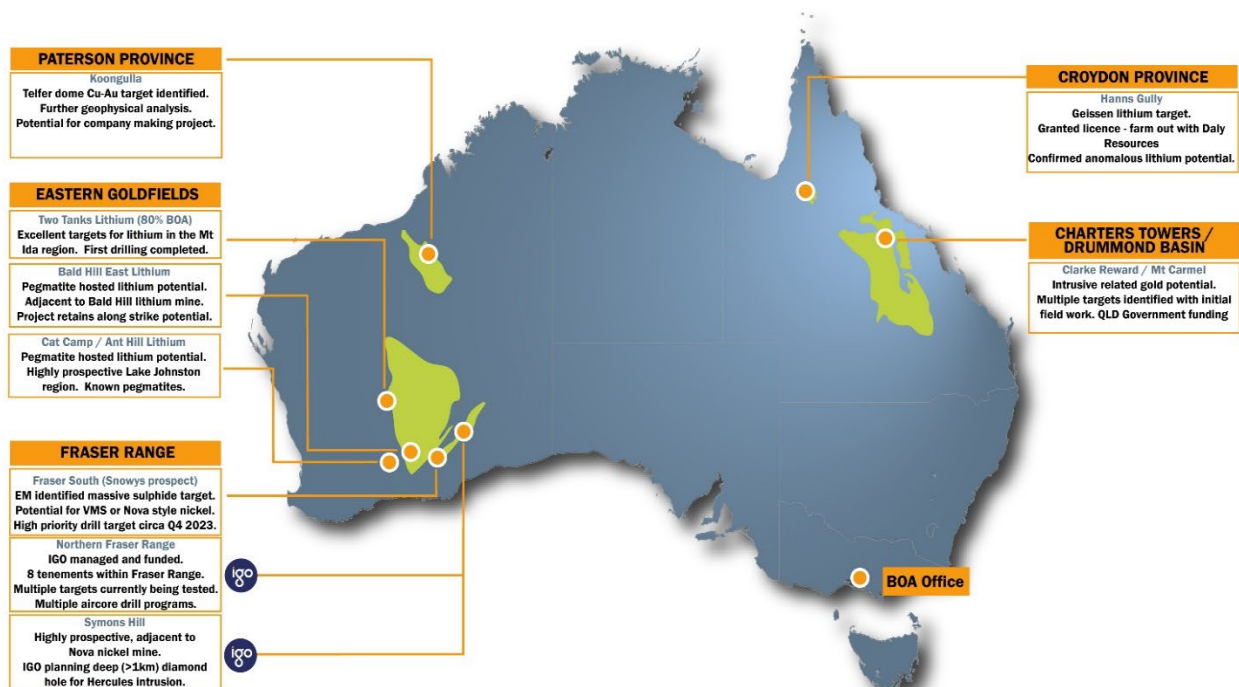 PATERSON PROVINCE
Koongulla
Telfer dome Cu-Au target identified.
Further geophysical analysis.
Potential for company making project.
EASTERN GOLDFIELDS
Two Tanks Lithium (80% BOA)
Excellent targets for lithium in the Mt
Ida region. First drilling completed.
Bald Hill East Lithium
Pegmatite hosted lithium potential.
Adjacent to Bald Hill lithium mine.
Project retains along strike potential.
Cat Camp / Ant Hill Lithium
Pegmatite hosted lithium potential.
Highly prospective Lake Johnston
region. Known pegmatites.
FRASER RANGE
Fraser South (Snowys prospect)
EM identified massive sulphide target.
Potential for VMS or Nova style nickel.
High priority drill target circa Q4 2023.
Northern Fraser Range
IGO managed and funded.
8 tenements within Fraser Range.
Multiple targets currently being tested.
Multiple aircore drill programs.
igo
Symons Hill
Highly prospective, adjacent to
Nova nickel mine.
IGO planning deep (>1km) diamond
hole for Hercules intrusion.
igo
CROYDON PROVINCE
Hanns Gully
Geissen lithium target.
Granted licence - farm out with Daly
Resources
Confirmed anomalous lithium potential.
CHARTERS TOWERS /
DRUMMOND BASIN
Clarke Reward / Mt Carmel
Intrusive related gold potential.
Multiple targets identified with initial
field work. QLD Government funding
BOA Office